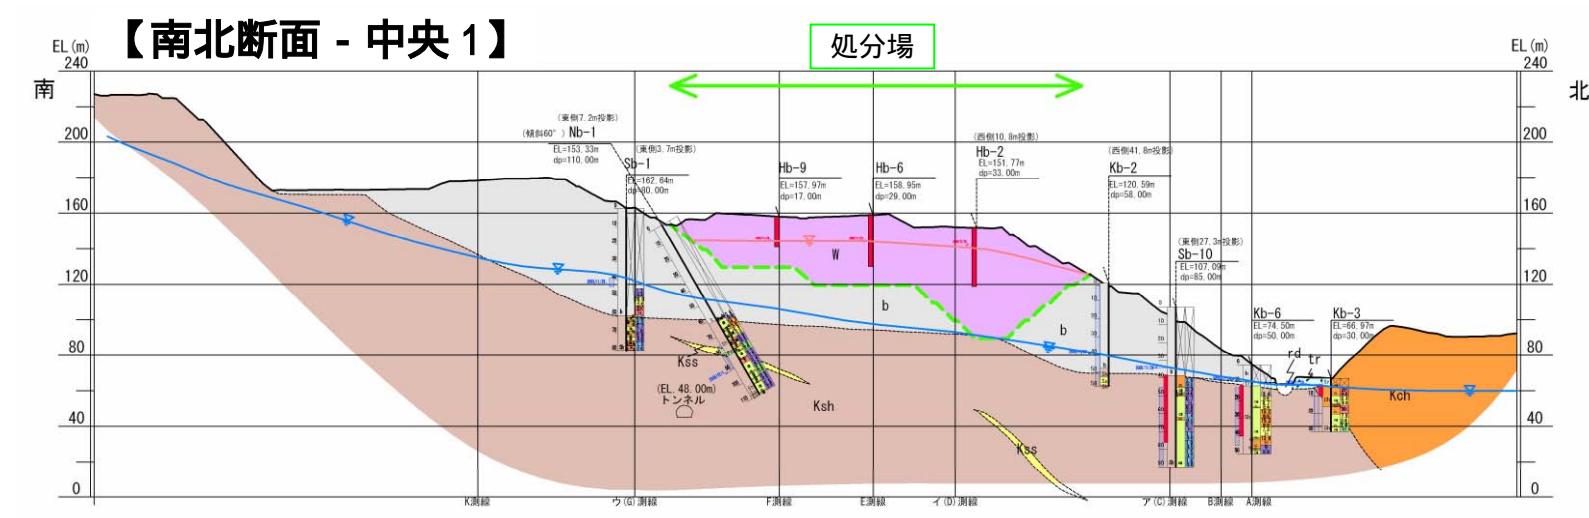 【南北断面 - 中央1】
処分場
EL(m)
EL(m)
240
240
南
北
200
200
160
160
120
120
80
80
40
40
0
0
(東側7.2m投影)
(傾斜60°) Nb-1
EL=153.33m
dp=110.00m
(東側3.7m投影)
Sb-1
EL=162.64m
dp=80.00m
Hb-9
EL=157.97m
dp=17.00m
Hb-6
EL=158.95m
dp=29.00m
(西側10.8m投影)
Hb-2
EL=151.77m
dp=33.00m
(西側41.8m投影)
Kb-2
EL=120.59m
dp=58.00m
(東側27.3m投影)
Sb-10
EL=107.09m
dp=85.00m
Kb-6
EL=74.50m
dp=50.00m
Kb-3
EL=66.97m
dp=30.00m
rd
tr
W
b
b
Kss
(EL.48.00m)
トンネル
Ksh
Kss
Kch
K測線
ウ(G)測線
F測線
E測線
イ(D)測線
ア(C)測線
B測線
A測線